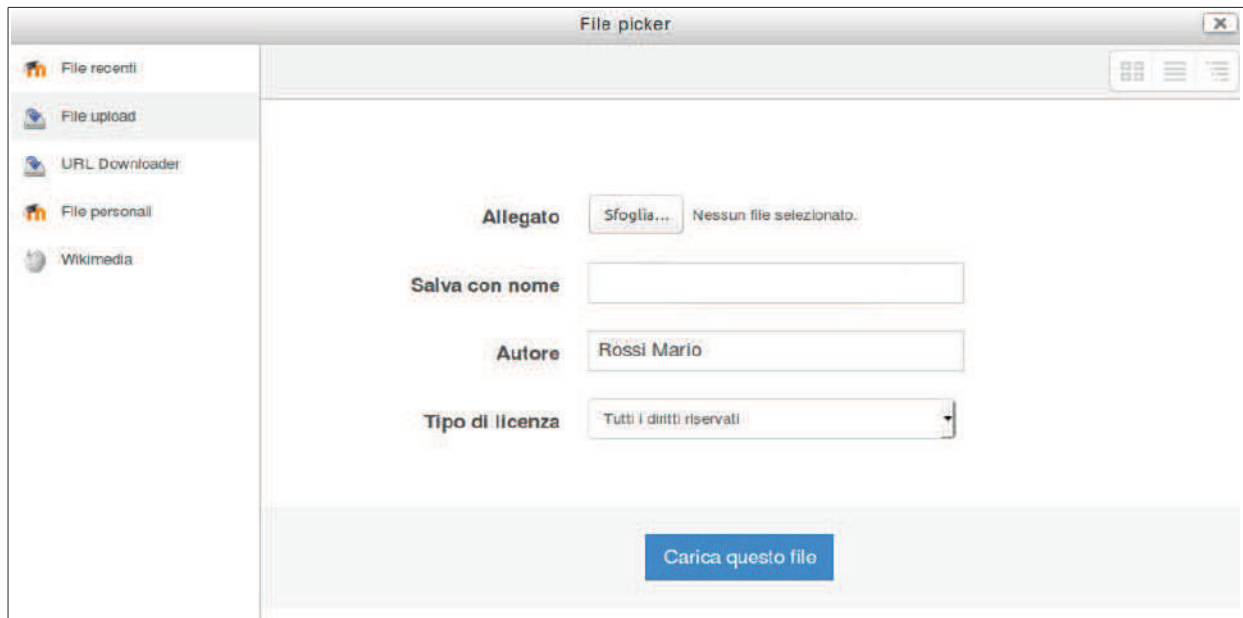 File picker
File recenti
File upload
URL Downloader
File personali
Wikimedia
Allegato
Sfoglia... Nessun file selezionato.
Salva con nome
Autore
Rossi Mario
Tipo di licenza
Tutti i diritti riservati
Carica questo file